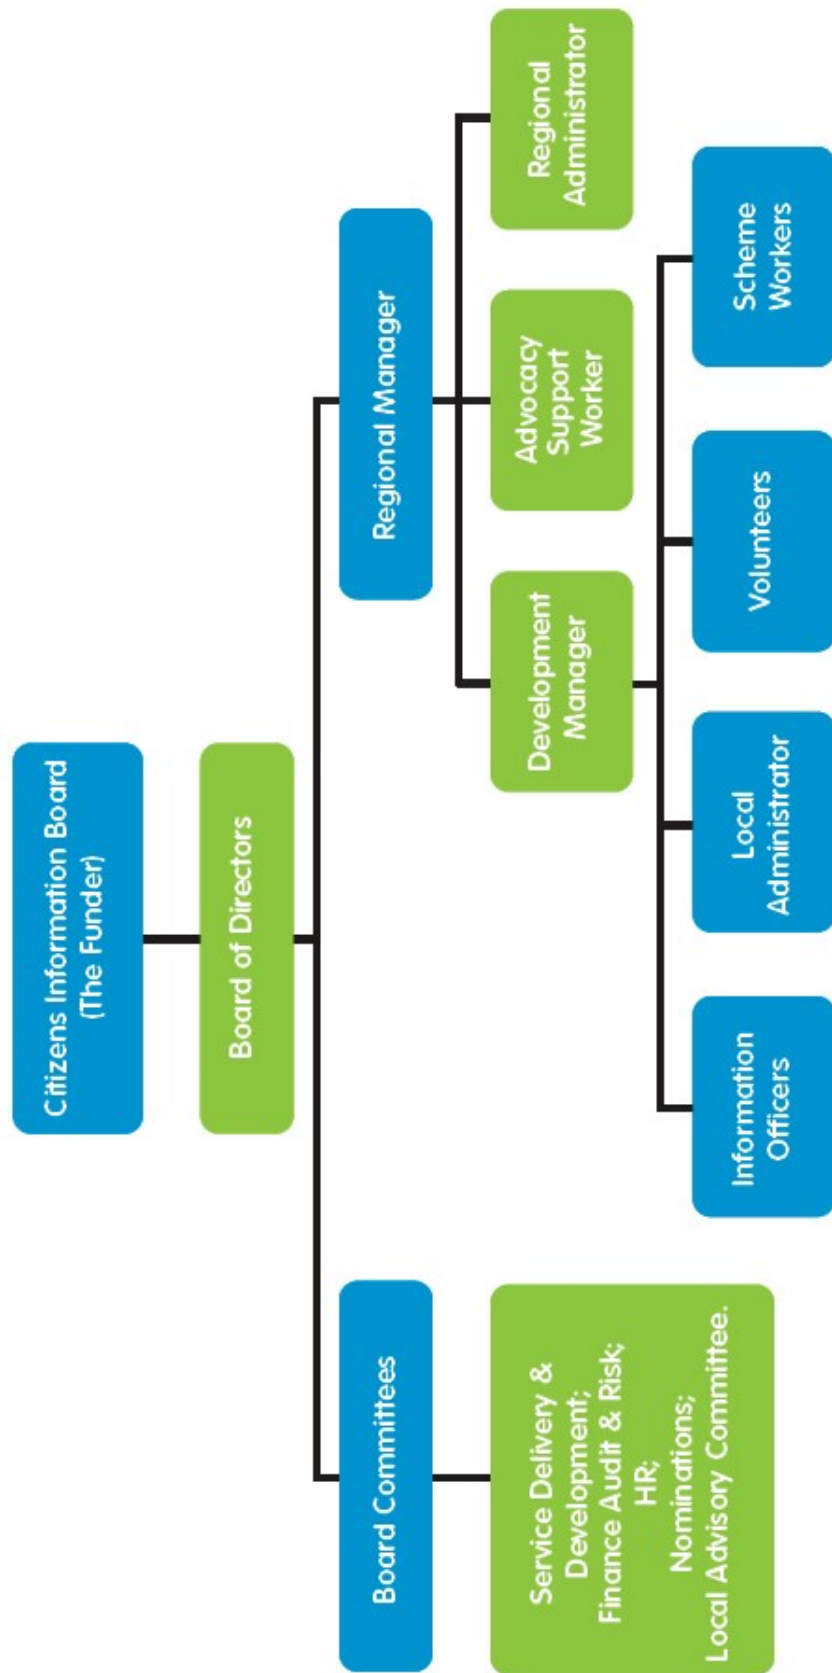 Citizens Information Board
(The Funder)
Board of Directors
Board Committees
Regional Manager
Service Delivery &
Development;
Finance Audit & Risk;
HR;
Nominations;
Local Advisory Committee.
Development
Manager
Advocacy
Support
Worker
Regional
Administrator
Information
Officers
Local
Administrator
Volunteers
Scheme
Workers